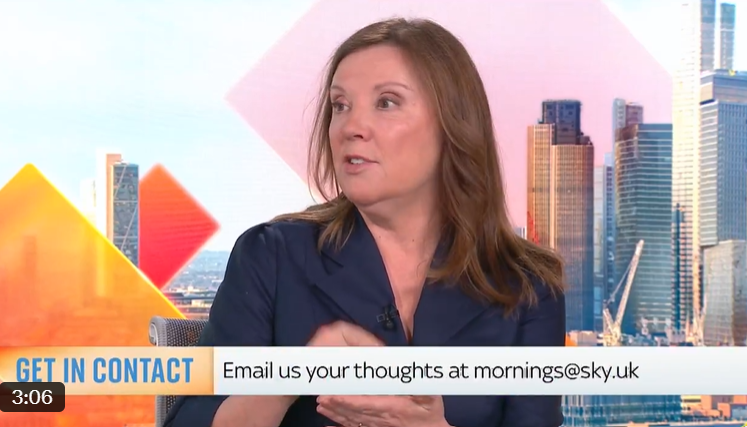 GET IN CONTACT
Email us your thoughts at mornings@sky.uk
3:06